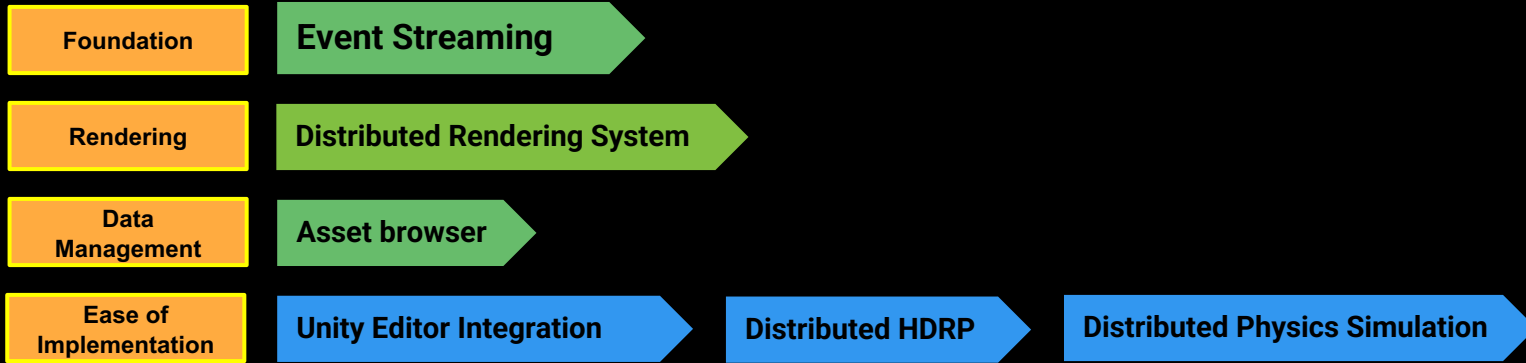 Foundation
Event Streaming
Rendering
Distributed Rendering System
Data
Management
Asset browser
Ease of
Implementation
Unity Editor Integration
Distributed HDRP
Distributed Physics Simulation